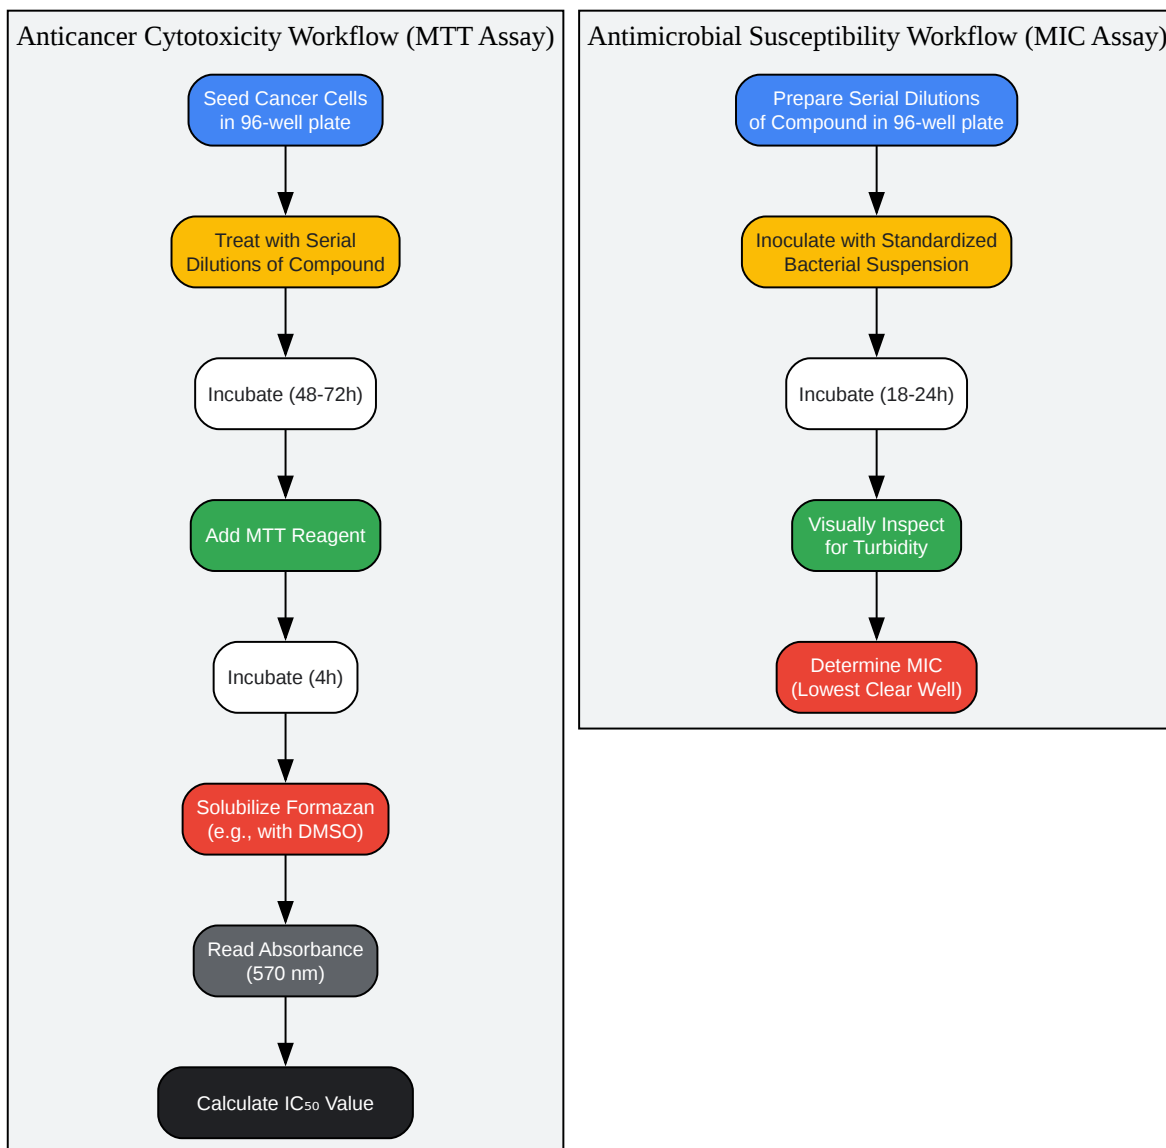 Anticancer Cytotoxicity Workflow (MTT Assay)
Seed Cancer Cells
in 96-well plate
Treat with Serial
Dilutions of Compound
Incubate (48-72h)
Add MTT Reagent
Incubate (4h)
Solubilize Formazan
(e.g., with DMSO)
Read Absorbance
(570 nm)
Calculate IC₅₀ Value
Antimicrobial Susceptibility Workflow (MIC Assay)
Prepare Serial Dilutions
of Compound in 96-well plate
Inoculate with Standardized
Bacterial Suspension
Incubate (18-24h)
Visually Inspect
for Turbidity
Determine MIC
(Lowest Clear Well)